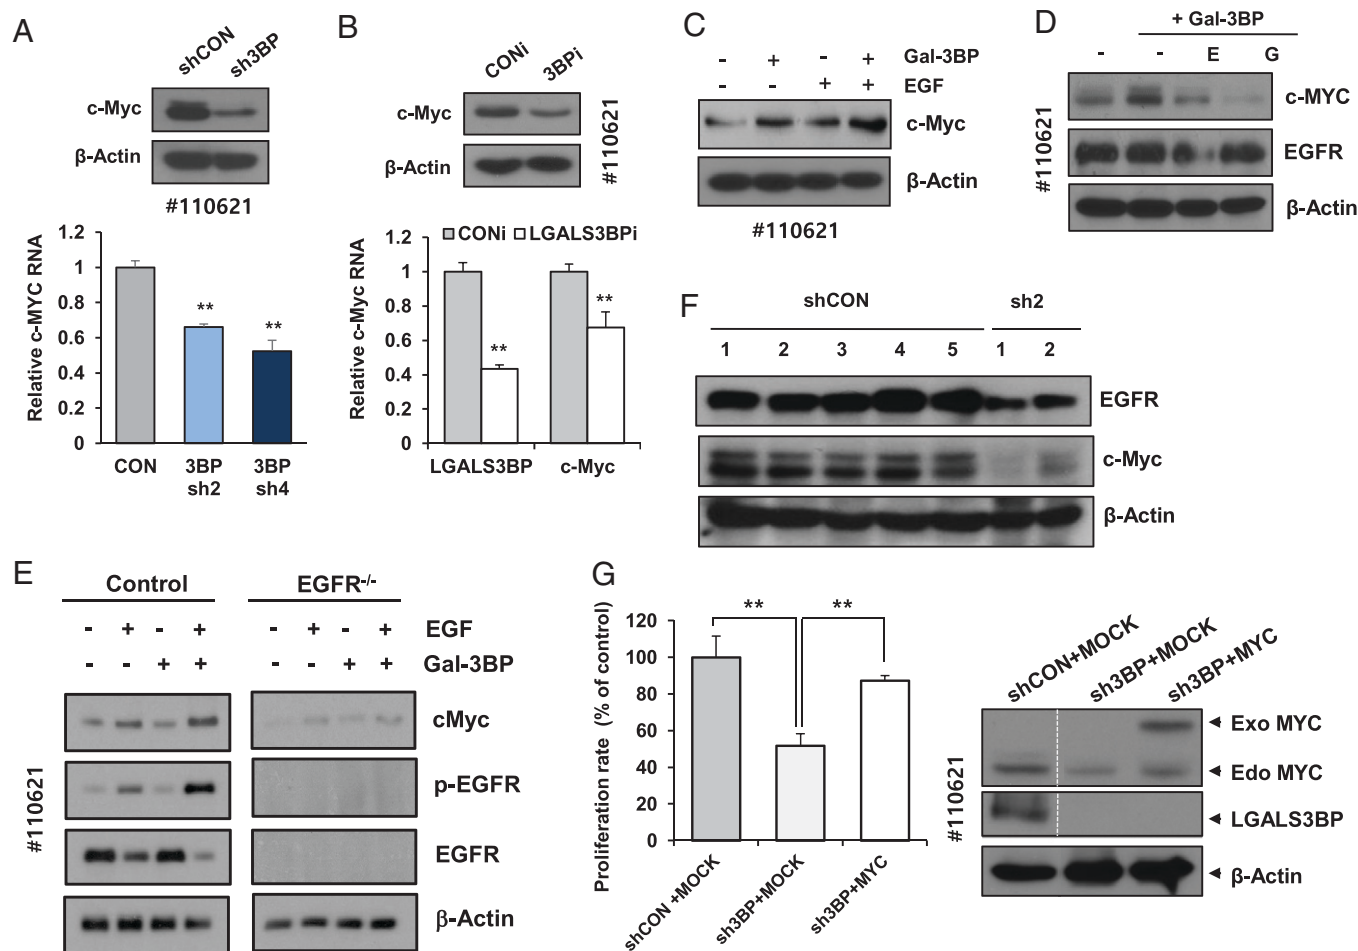 A
shCON sh3BP
c-Myc
β-Actin
#110621
Relative c-MYC RNA
1.2
1
0.8
0.6
0.4
0.2
0
**
**
CON 3BP sh2 3BP sh4
B
CONi 3BPi
c-Myc
β-Actin
#110621
CONi LGALS3BPi
Relative c-Myc RNA
1.2
1
0.8
0.6
0.4
0.2
0
**
**
LGALS3BP c-Myc
C
- + - + Gal-3BP
- - + + EGF
c-Myc
β-Actin
#110621
D
+ Gal-3BP
- - E G
c-MYC
EGFR
β-Actin
#110621
F
shCON sh2
1 2 3 4 5 1 2
EGFR
c-Myc
β-Actin
E
Control EGFR-/-
- + - + - + - + EGF
- - + + - - + + Gal-3BP
cMyc
p-EGFR
EGFR
β-Actin
#110621
G
Proliferation rate (% of control)
120
100
80
60
40
20
0
** **
shCON +MOCK sh3BP+MOCK sh3BP+MYC
shCON+MOCK sh3BP+MOCK sh3BP+MYC
Exo MYC
Edo MYC
LGALS3BP
β-Actin
#110621